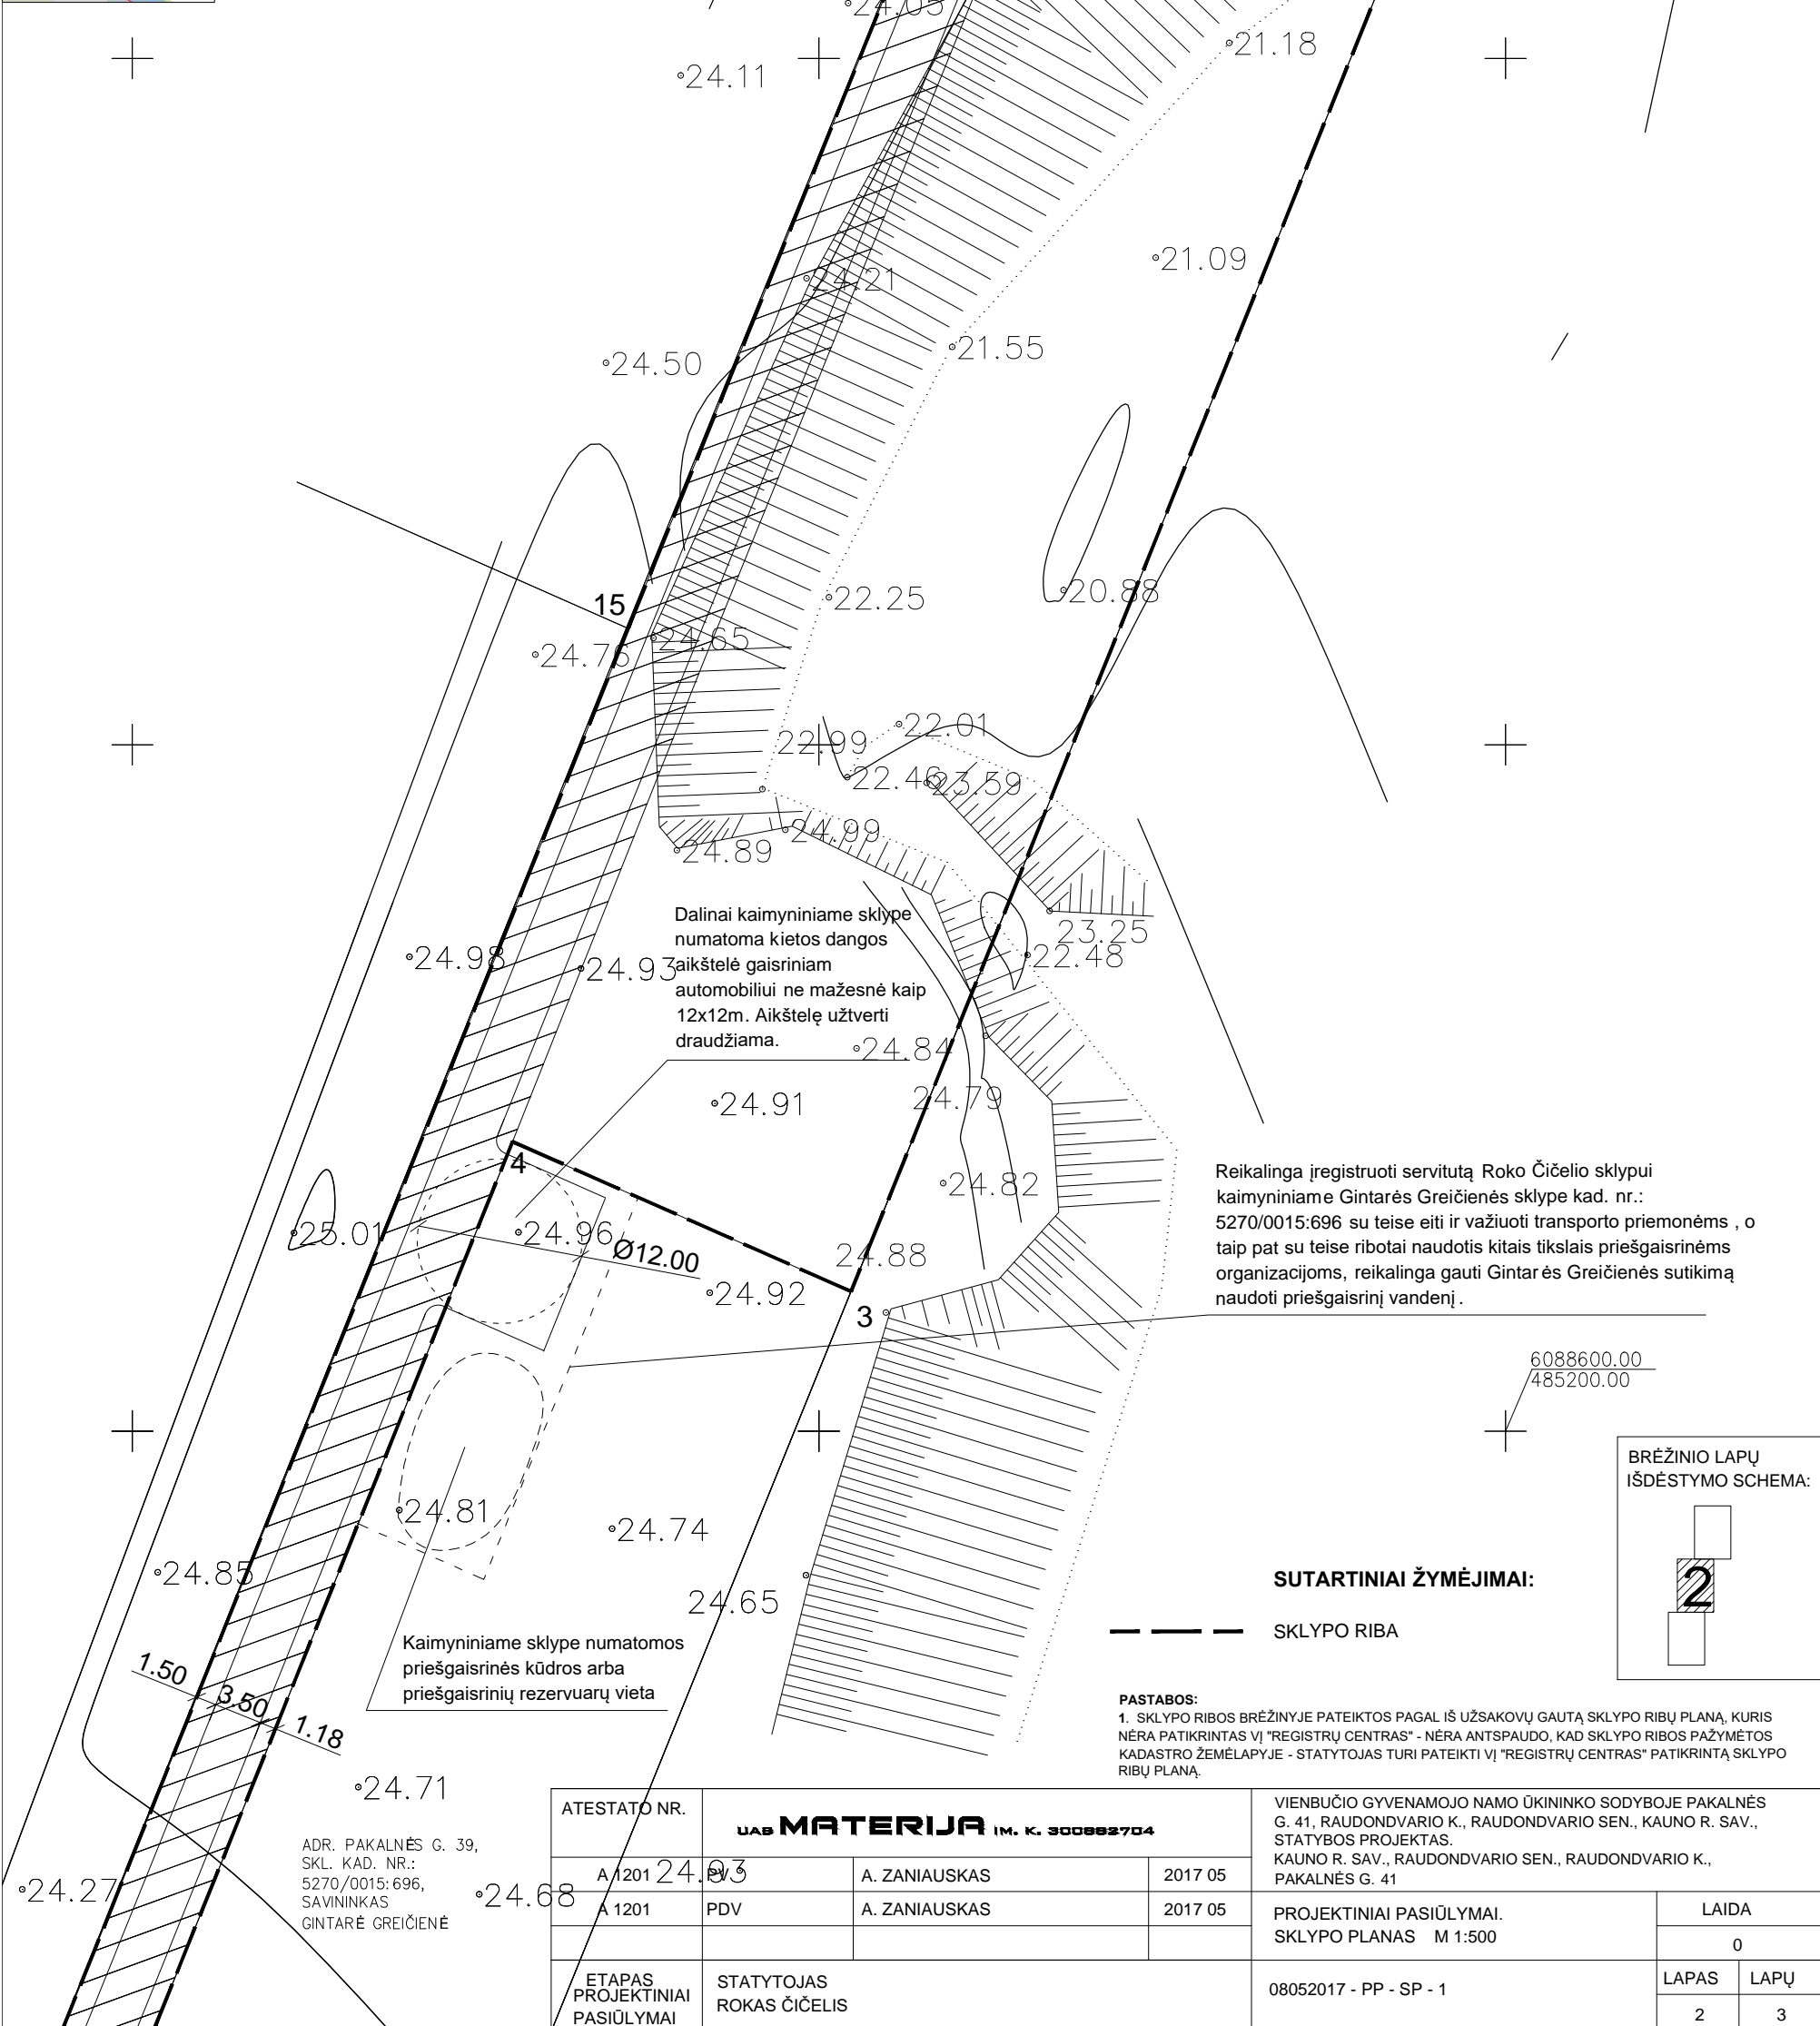 24.05
21.18
24.11
21.09
24.21
21.55
24.50
22.25
20.88
15
24.65
24.76
22.01
22.99
22.46
23.59
24.99
24.89
Dalinai kaimyniniame sklype
numatoma kietos dangos
aikštelė gaisriniam
automobiliui ne mažesnė kaip
12x12m. Aikštelę užtverti
draudžiama.
23.25
22.48
24.98
24.93
24.84
24.79
24.91
4
24.82
Reikalinga įregistruoti servitutą Roko Čičelio sklypui
kaimyniniame Gintarės Greičienės sklype kad. nr.:
5270/0015:696 su teise eiti ir važiuoti transporto priemonėms , o
taip pat su teise ribotai naudotis kitais tikslais priešgaisrinėms
organizacijoms, reikalinga gauti Gintarės Greičienės sutikimą
naudoti priešgaisrinį vandenį.
25.01
24.96
Ø12.00
24.88
24.92
3
6088600.00
485200.00
BRĖŽINIO LAPŲ
IŠDĖSTYMO SCHEMA:
2
24.81
24.74
24.85
24.65
SUTARTINIAI ŽYMĖJIMAI:
SKLYPO RIBA
Kaimyniniame sklype numatomos
priešgaisrinės kūdros arba
priešgaisrinių rezervuarų vieta
1.50
3.50
1.18
PASTABOS:
1. SKLYPO RIBOS BRĖŽINYJE PATEIKTOS PAGAL IŠ UŽSAKOVŲ GAUTĄ SKLYPO RIBŲ PLANĄ, KURIS
NĖRA PATIKRINTAS VĮ "REGISTRŲ CENTRAS" - NĖRA ANTSPAUDO, KAD SKLYPO RIBOS PAŽYMĖTOS
KADASTRO ŽEMĖLAPYJE - STATYTOJAS TURI PATEIKTI VĮ "REGISTRŲ CENTRAS" PATIKRINTĄ SKLYPO
RIBŲ PLANĄ.
24.71
ADR. PAKALNĖS G. 39,
SKL. KAD. NR.:
5270/0015:696,
SAVININKAS
GINTARĖ GREIČIENĖ
24.27
24.68
24.93
ATESTATO NR.
UAB MATERIJA ĮM. K. 300882704
VIENBUČIO GYVENAMOJO NAMO ŪKININKO SODYBOJE PAKALNĖS
G. 41, RAUDONDVARIO K., RAUDONDVARIO SEN., KAUNO R. SAV.,
STATYBOS PROJEKTAS.
KAUNO R. SAV., RAUDONDVARIO SEN., RAUDONDVARIO K.,
PAKALNĖS G. 41
A 1201 PV A. ZANIAUSKAS 2017 05
A 1201 PDV A. ZANIAUSKAS 2017 05
PROJEKTINIAI PASIŪLYMAI.
SKLYPO PLANAS M 1:500
LAIDA
0
ETAPAS
PROJEKTINIAI
PASIŪLYMAI
STATYTOJAS
ROKAS ČIČELIS
08052017 - PP - SP - 1
LAPAS LAPŲ
2 3